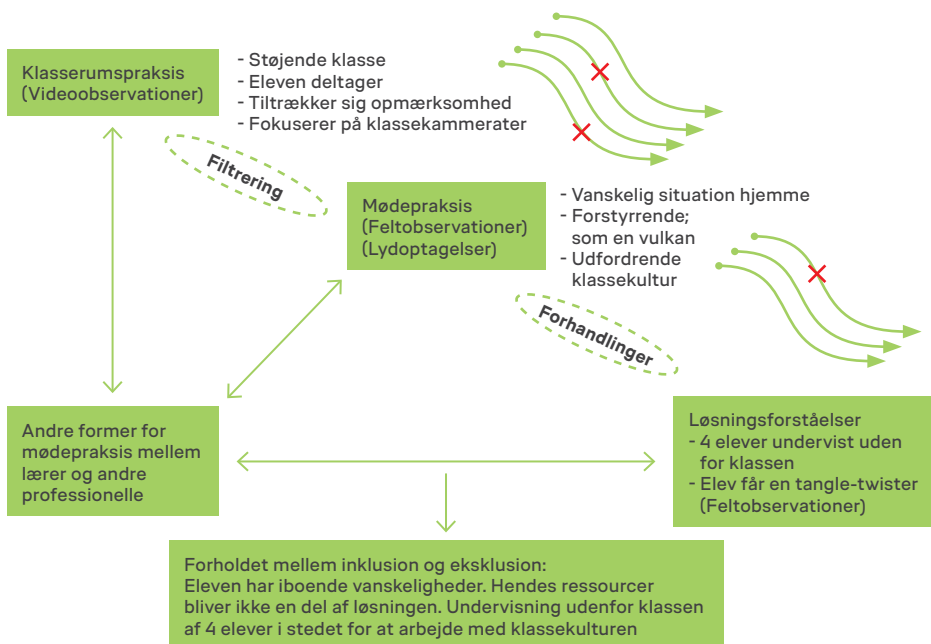 Klasserumspraksis
(Videoobservationer)
- Støjende klasse
- Eleven deltager
- Tiltrækker sig opmærksomhed
- Fokuserer på klassekammerater
Filtrering
Mødepraksis
(Feltobservationer)
(Lydoptagelser)
- Vanskelig situation hjemme
- Forstyrrende;
som en vulkan
- Udfordrende
klassekultur
Forhandlinger
Andre former for
mødepraksis mellem
lærer og andre
professionelle
Løsningsforståelser
- 4 elever undervist uden
for klassen
- Elev får en tangle-twister
(Feltobservationer)
Forholdet mellem inklusion og eksklusion:
Eleven har iboende vanskeligheder. Hendes ressourcer
bliver ikke en del af løsningen. Undervisning udenfor klassen
af 4 elever i stedet for at arbejde med klassekulturen